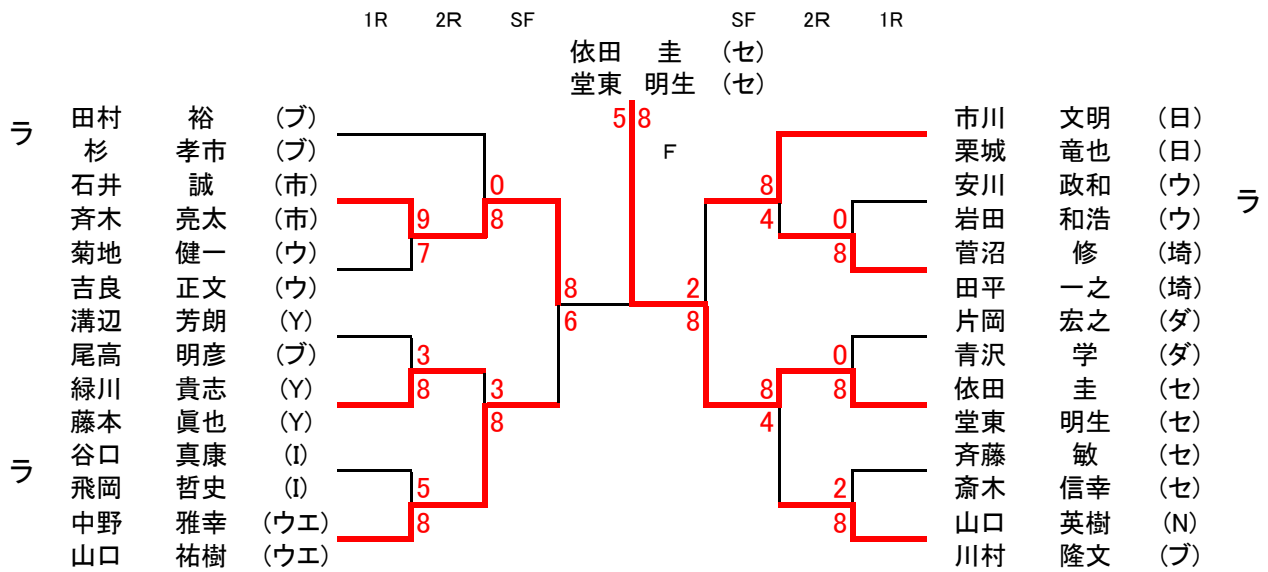 1R 2R SF SF 2R 1R
依田 圭 (セ)
堂東 明生 (セ)
田村 裕 (ブ) 5 8 市川 文明 (日)
ラ
杉 孝市 (ブ) F 栗城 竜也 (日)
石井 誠 (市) 0 8 安川 政和 (ウ)
ラ
斉木 亮太 (市) 9 8 4 0 岩田 和浩 (ウ)
菊地 健一 (ウ) 7 8 菅沼 修 (埼)
吉良 正文 (ウ) 8 2 田平 一之 (埼)
溝辺 芳朗 (Y) 6 8 片岡 宏之 (ダ)
尾高 明彦 (ブ) 3 0 青沢 学 (ダ)
緑川 貴志 (Y) 8 3 8 8 依田 圭 (セ)
藤本 眞也 (Y) 8 4 堂東 明生 (セ)
谷口 真康 (I) 斉藤 敏 (セ)
ラ
飛岡 哲史 (I) 5 2 斎木 信幸 (セ)
中野 雅幸 (ウエ) 8 8 山口 英樹 (N)
山口 祐樹 (ウエ) 川村 隆文 (ブ)